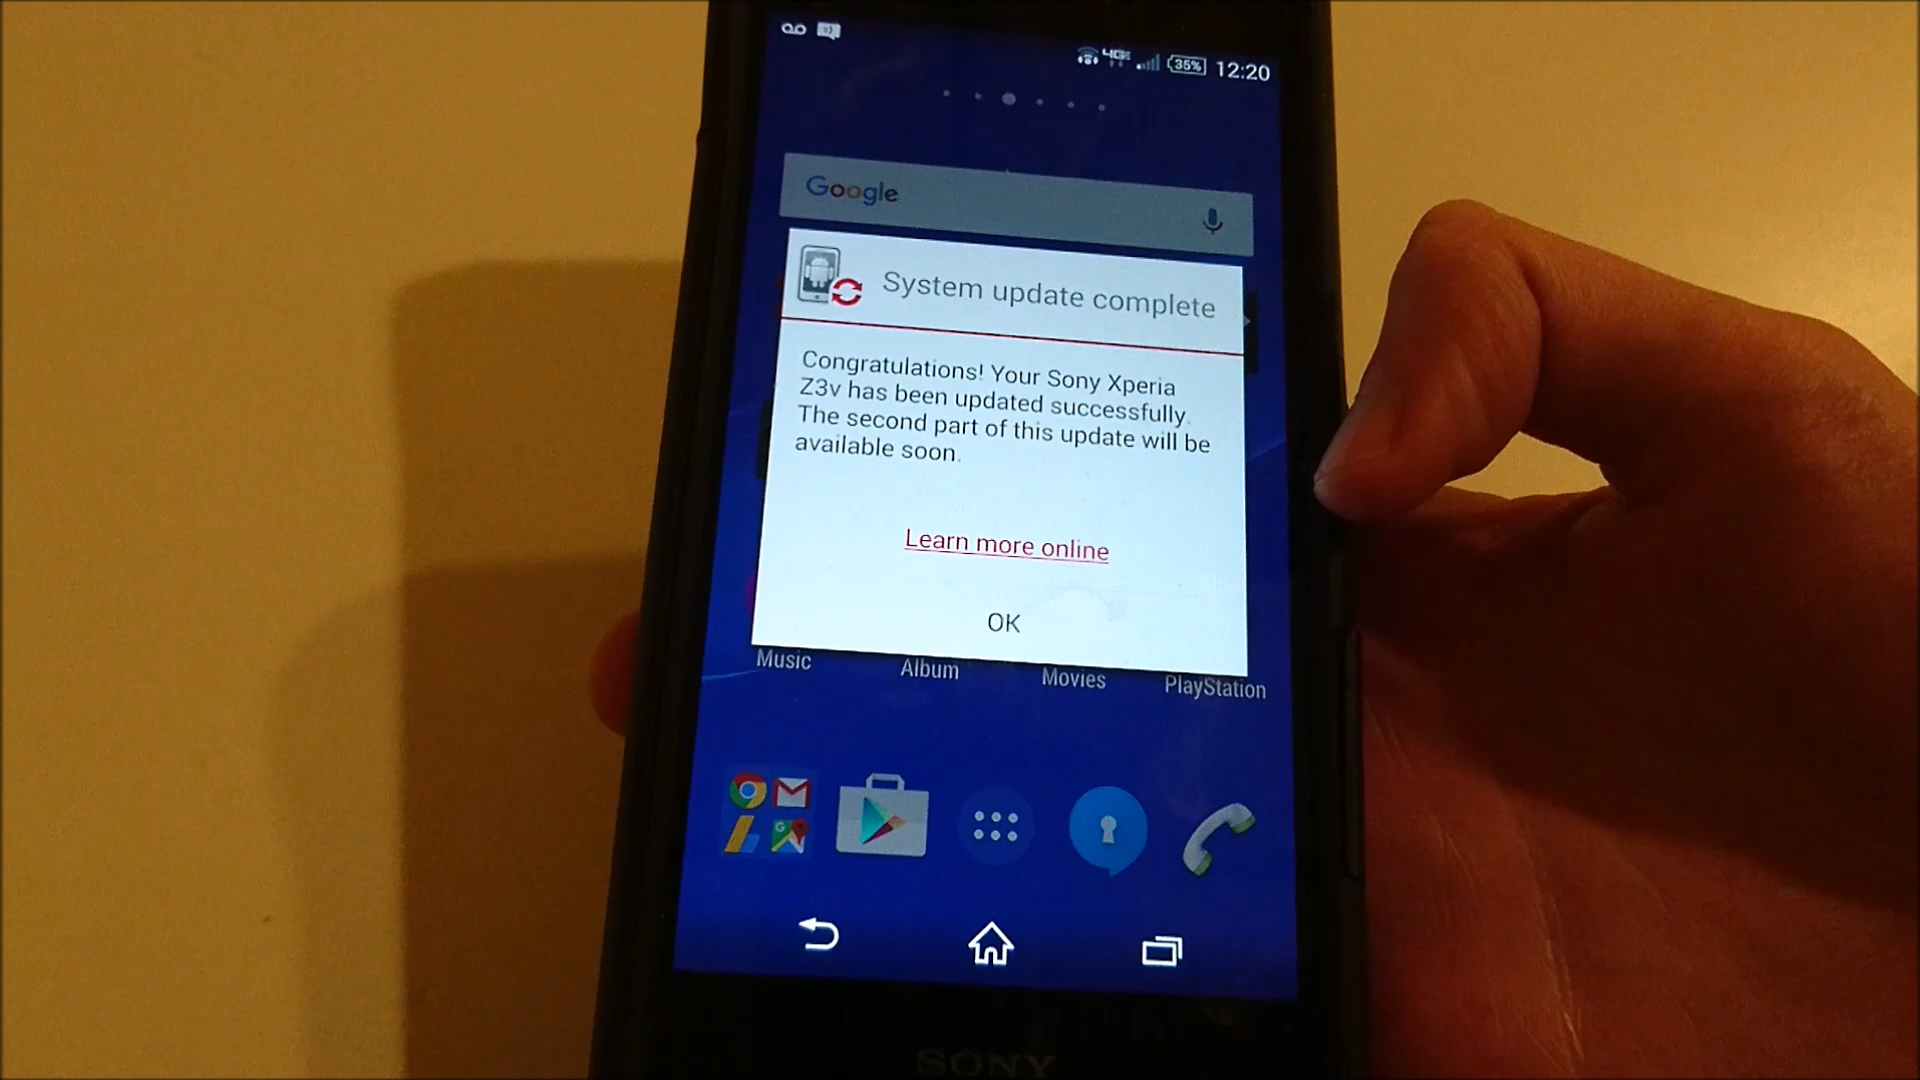 4G 35% 12:20
Google
System update complete
Congratulations! Your Sony Xperia
Z3v has been updated successfully.
The second part of this update will be
available soon.
Learn more online
OK
Music Album Movies PlayStation
SONY